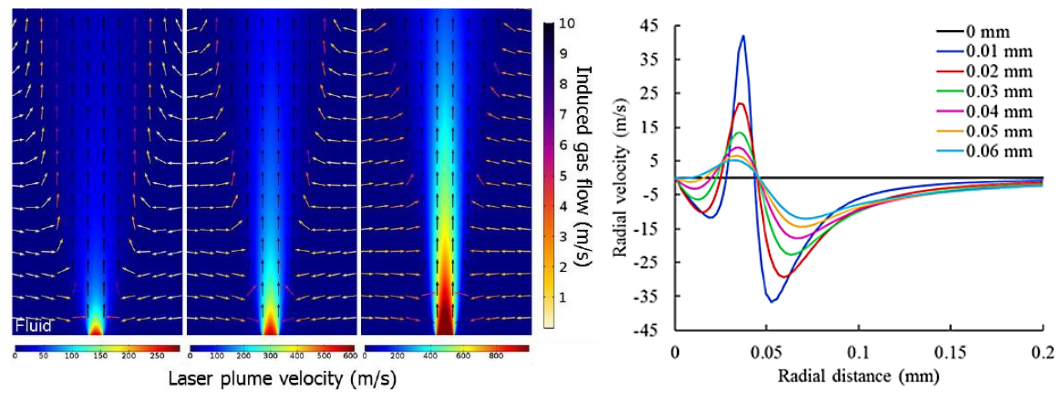 Fluid
0 50 100 150 200 250
0 100 200 300 400 500 600
0 200 400 600 800
Laser plume velocity (m/s)
10
9
8
7
6
5
4
3
2
1
Induced gas flow (m/s)
45
35
25
15
5
-5
-15
-25
-35
-45
Radial velocity (m/s)
0 0.05 0.1 0.15 0.2
Radial distance (mm)
0 mm
0.01 mm
0.02 mm
0.03 mm
0.04 mm
0.05 mm
0.06 mm